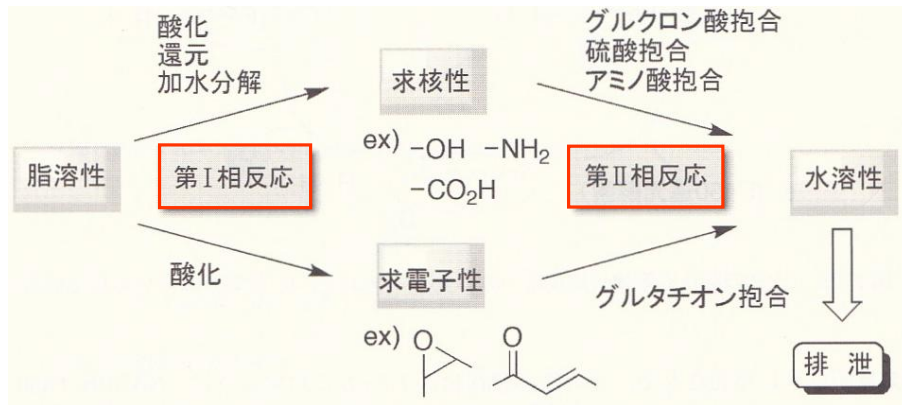 酸化
還元
加水分解
グルクロン酸抱合
硫酸抱合
アミノ酸抱合
求核性
ex) -OH -NH2
-CO2H
脂溶性
第Ⅰ相反応
第Ⅱ相反応
水溶性
酸化
求電子性
グルタチオン抱合
ex) O O
排泄